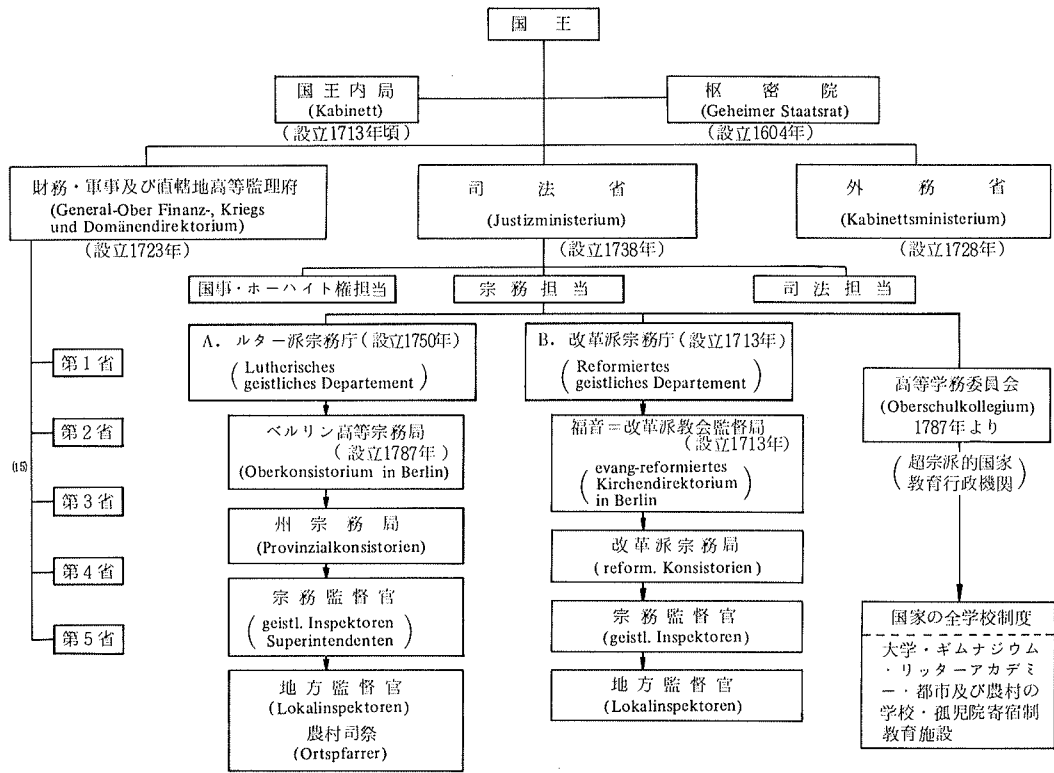 国王
国王内局
(Kabinett)
(設立1713年頃)
枢密院
(Geheimer Staatsrat)
(設立1604年)
財務・軍事及び直轄地高等監理府
(General-Ober Finanz-, Kriegs
und Domänendirektorium)
(設立1723年)
司法省
(Justizministerium)
(設立1738年)
外務省
(Kabinettsministerium)
(設立1728年)
国事・ホーハイト権担当
宗務担当
司法担当
(15)
第1省
第2省
第3省
第4省
第5省
A. ルター派宗務庁(設立1750年)
(Lutherisches
geistliches Departement)
ベルリン高等宗務局
(設立1787年)
(Oberkonsistorium in Berlin)
州宗務局
(Provinzialkonsistorien)
宗務監督官
(geistl. Inspektoren
Superintendenten)
地方監督官
(Lokalinspektoren)
農村司祭
(Ortspfarrer)
B. 改革派宗務庁(設立1713年)
(Reformiertes
geistliches Departement)
福音=改革派教会監督局
(設立1713年)
(evang-reformiertes
Kirchendirektorium
in Berlin)
改革派宗務局
(reform. Konsistorien)
宗務監督官
(geistl. Inspektoren)
地方監督官
(Lokalinspektoren)
高等学務委員会
(Oberschulkollegium)
1787年より
(超宗派的国家
教育行政機関)
国家の全学校制度
大学・ギムナジウム
・リッターアカデミ
ー・都市及び農村の
学校・孤児院寄宿制
教育施設